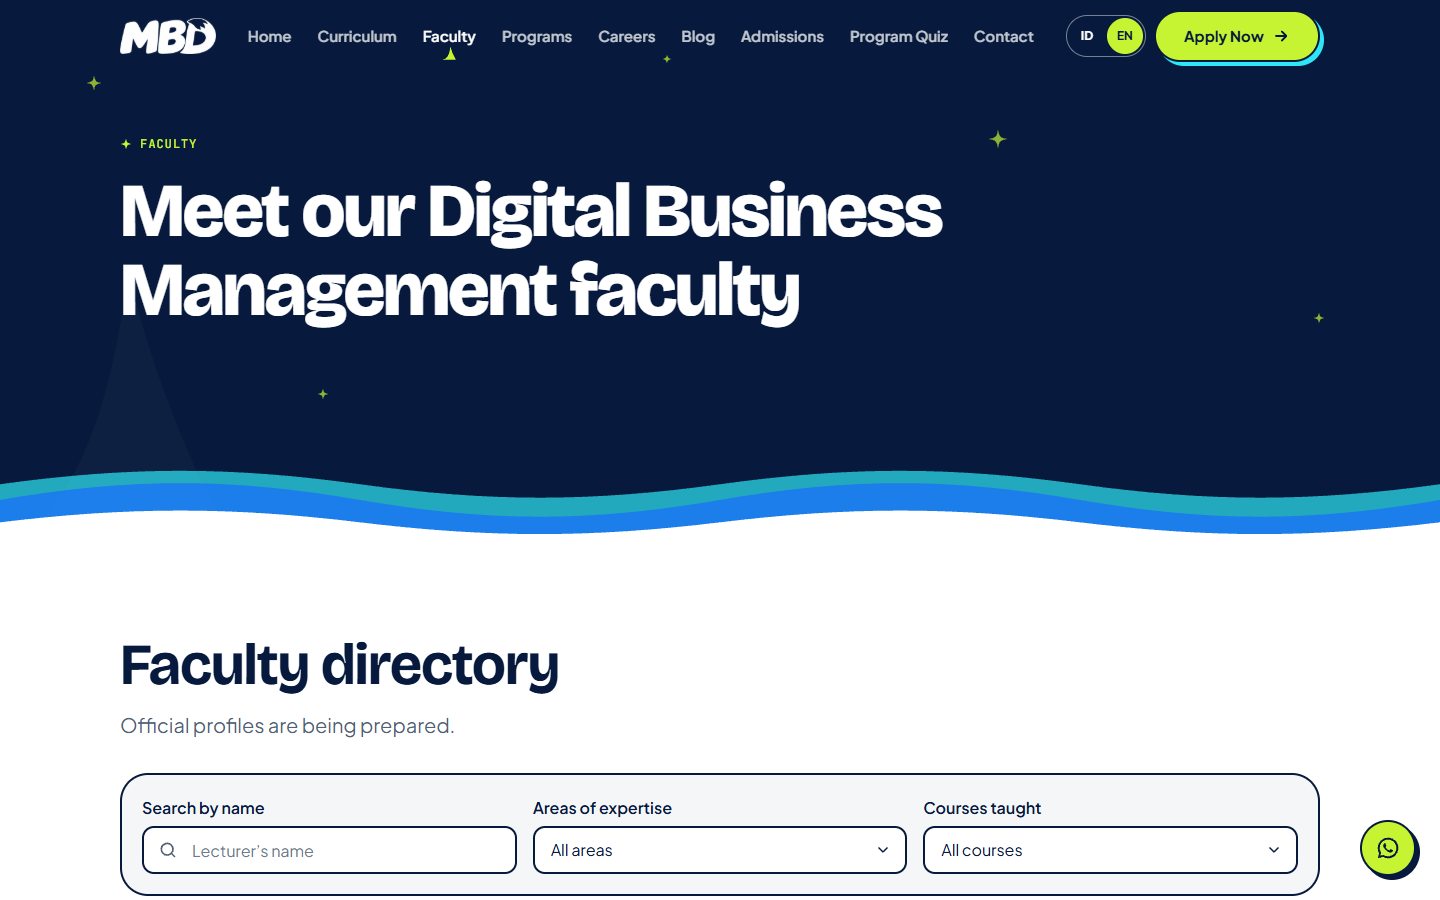 MBD
Home
Curriculum
Faculty
Programs
Careers
Blog
Admissions
Program Quiz
Contact
ID
EN
Apply Now
FACULTY
Meet our Digital Business
Management faculty
Faculty directory
Official profiles are being prepared.
Search by name
Areas of expertise
Courses taught
Lecturer's name
All areas
All courses